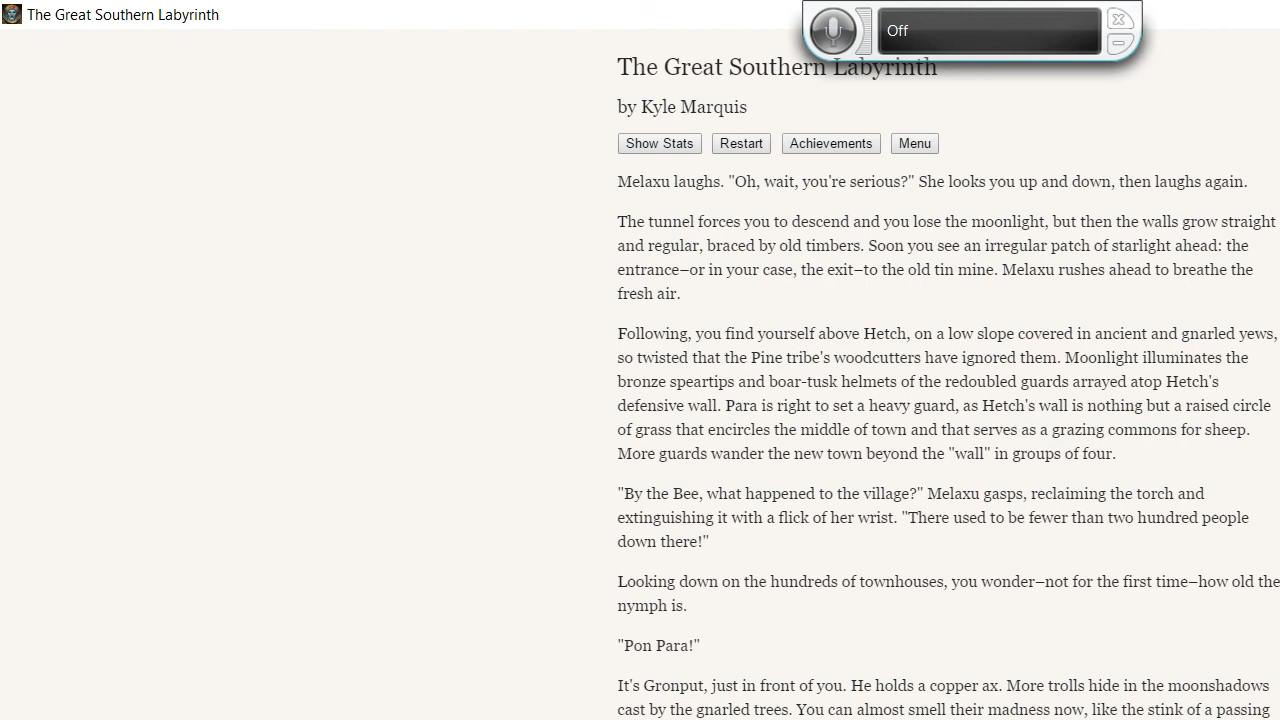 The Great Southern Labyrinth
Off
The Great Southern Labyrinth
by Kyle Marquis
Show Stats Restart Achievements Menu
Melaxu laughs. "Oh, wait, you're serious?" She looks you up and down, then laughs again.
The tunnel forces you to descend and you lose the moonlight, but then the walls grow straight
and regular, braced by old timbers. Soon you see an irregular patch of starlight ahead: the
entrance–or in your case, the exit–to the old tin mine. Melaxu rushes ahead to breathe the
fresh air.
Following, you find yourself above Hetch, on a low slope covered in ancient and gnarled yews,
so twisted that the Pine tribe's woodcutters have ignored them. Moonlight illuminates the
bronze speartips and boar-tusk helmets of the redoubled guards arrayed atop Hetch's
defensive wall. Para is right to set a heavy guard, as Hetch's wall is nothing but a raised circle
of grass that encircles the middle of town and that serves as a grazing commons for sheep.
More guards wander the new town beyond the "wall" in groups of four.
"By the Bee, what happened to the village?" Melaxu gasps, reclaiming the torch and
extinguishing it with a flick of her wrist. "There used to be fewer than two hundred people
down there!"
Looking down on the hundreds of townhouses, you wonder–not for the first time–how old the
nymph is.
"Pon Para!"
It's Gronput, just in front of you. He holds a copper ax. More trolls hide in the moonshadows
cast by the gnarled trees. You can almost smell their madness now, like the stink of a passing